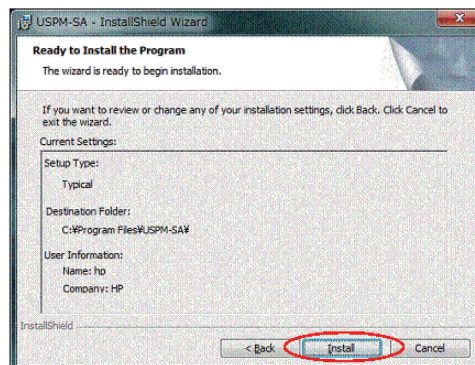 USPM-SA - InstallShield Wizard
Ready to Install the Program
The wizard is ready to begin installation.
If you want to review or change any of your installation settings, click Back. Click Cancel to
exit the wizard.
Current Settings:
Setup Type:
Typical
Destination Folder:
C:¥Program Files¥USPM-SA¥
User Information:
Name: hp
Company: HP
InstallShield
< Back
Install
Cancel